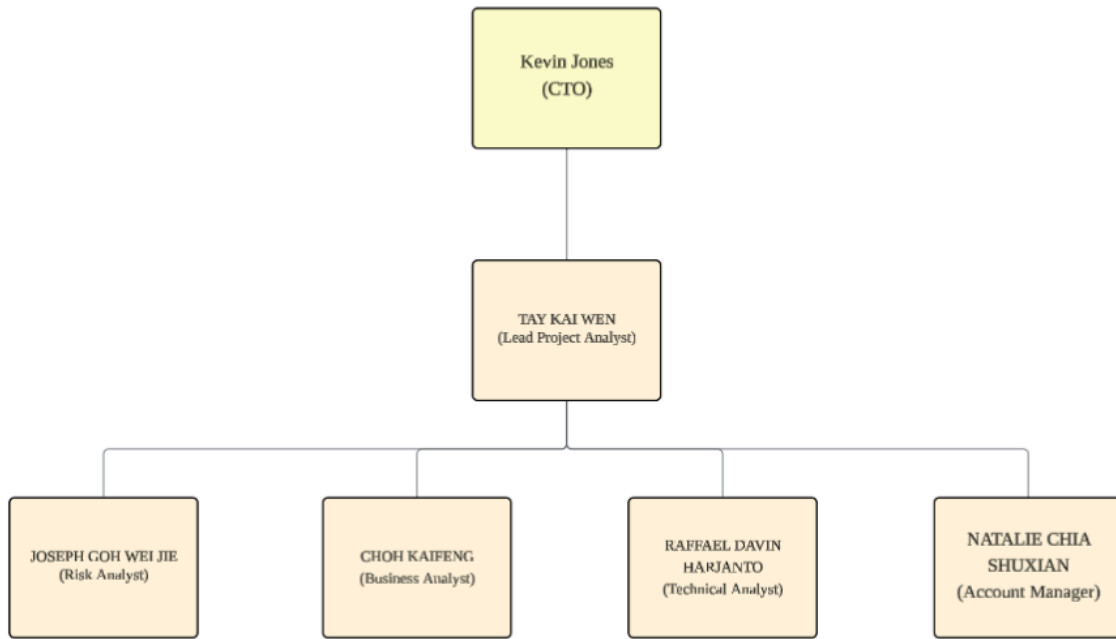 Kevin Jones
(CTO)
TAY KAI WEN
(Lead Project Analyst)
JOSEPH GOH WEI JIE
(Risk Analyst)
CHOH KAIFENG
(Business Analyst)
RAFFAEL DAVIN
HARJANTO
(Technical Analyst)
NATALIE CHIA
SHUXIAN
(Account Manager)